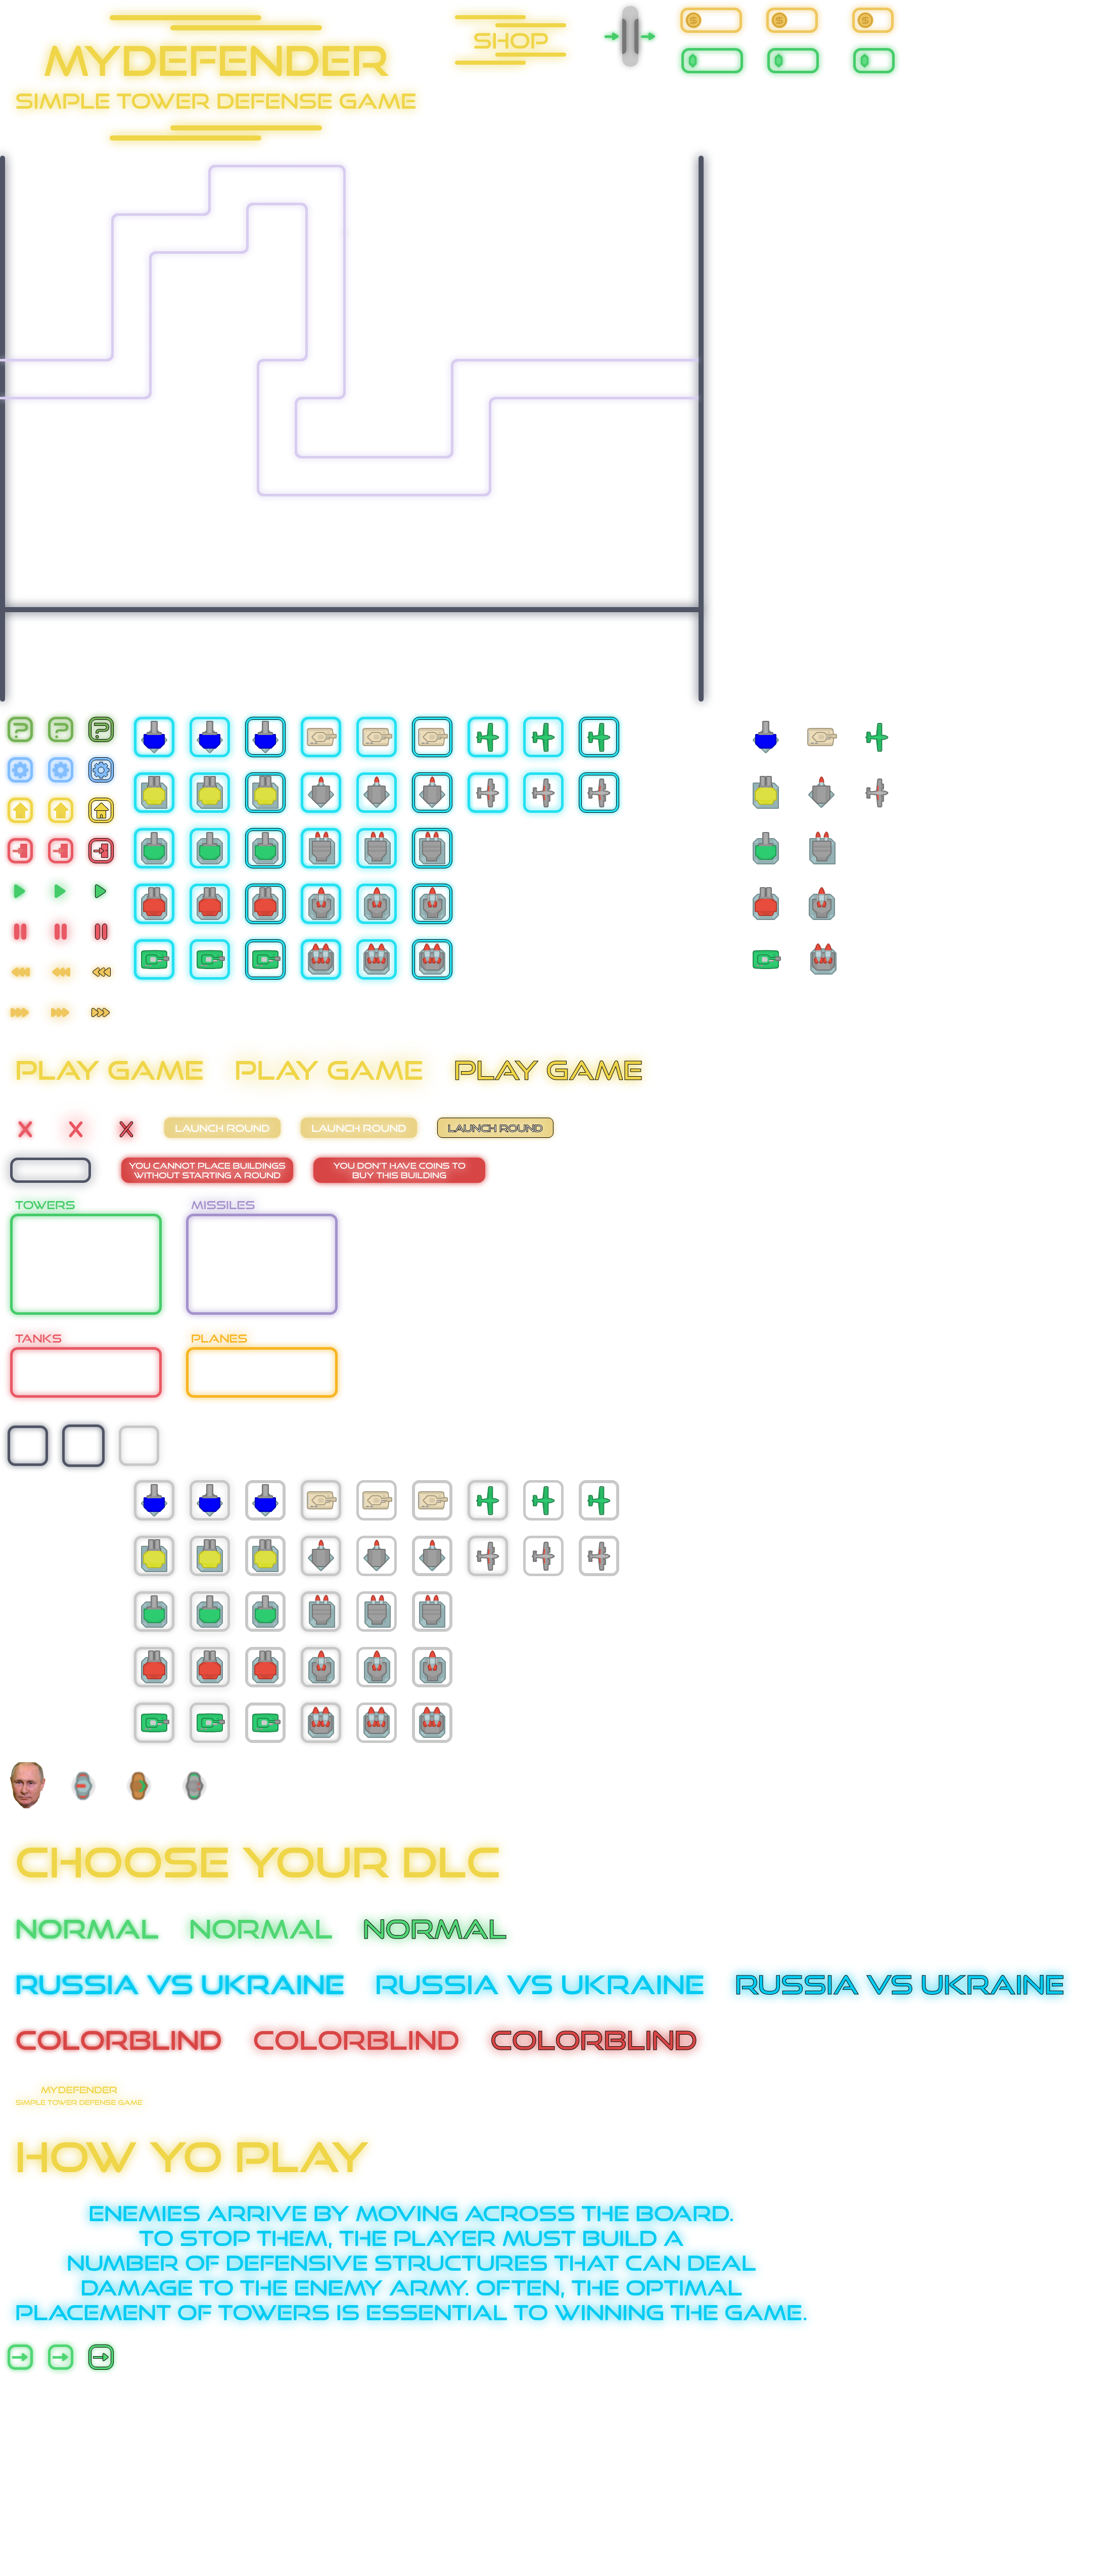 MYDEFENDER
SIMPLE TOWER DEFENSE GAME
SHOP
PLAY GAME PLAY GAME PLAY GAME
LAUNCH ROUND LAUNCH ROUND LAUNCH ROUND
YOU CANNOT PLACE BUILDINGS
WITHOUT STARTING A ROUND
YOU DON'T HAVE COINS TO
BUY THIS BUILDING
TOWERS MISSILES
TANKS PLANES
CHOOSE YOUR DLC
NORMAL NORMAL NORMAL
RUSSIA VS UKRAINE RUSSIA VS UKRAINE RUSSIA VS UKRAINE
COLORBLIND COLORBLIND COLORBLIND
MYDEFENDER
SIMPLE TOWER DEFENSE GAME
HOW YO PLAY
ENEMIES ARRIVE BY MOVING ACROSS THE BOARD.
TO STOP THEM, THE PLAYER MUST BUILD A
NUMBER OF DEFENSIVE STRUCTURES THAT CAN DEAL
DAMAGE TO THE ENEMY ARMY. OFTEN, THE OPTIMAL
PLACEMENT OF TOWERS IS ESSENTIAL TO WINNING THE GAME.